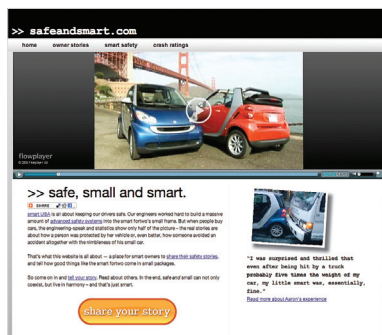 >> safeandsmart.com
home owner stories smart safety crash ratings
flowplayer
>> safe, small and smart.
SHARE
smart USA is all about keeping our drivers safe. Our engineers worked hard to build a massive
amount of advanced safety systems into the smart fortwo's small frame. But when people buy
cars, the engineering-speak and statistics show only half of the picture – the real stories are
about how a person was protected by her vehicle or, even better, how someone avoided an
accident altogether with the nimbleness of his small car.
That's what this website is all about — a place for smart owners to share their safety stories,
and tell how good things like the smart fortwo come in small packages.
So come on in and tell your story. Read about others. In the end, safe and small can not only
coexist, but live in harmony – and that's just smart.
share your story
"I was surprised and thrilled that
even after being hit by a truck
probably five times the weight of my
car, my little smart was, essentially,
fine."
Read more about Aaron's experience